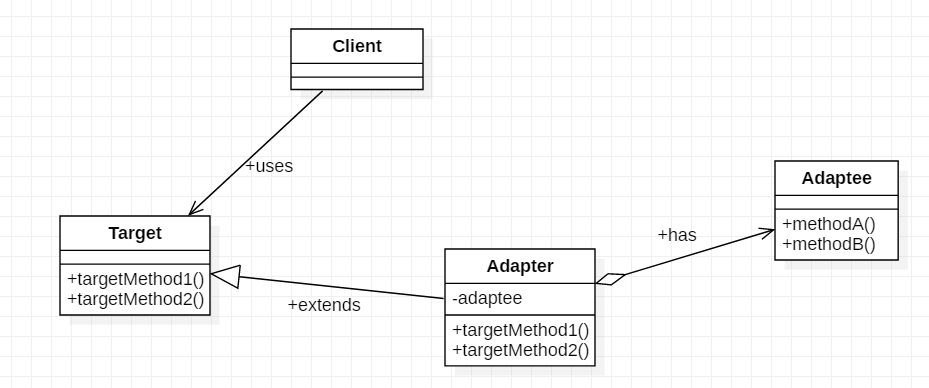 Client
+uses
Target
+targetMethod1()
+targetMethod2()
+extends
Adapter
-adaptee
+targetMethod1()
+targetMethod2()
+has
Adaptee
+methodA()
+methodB()